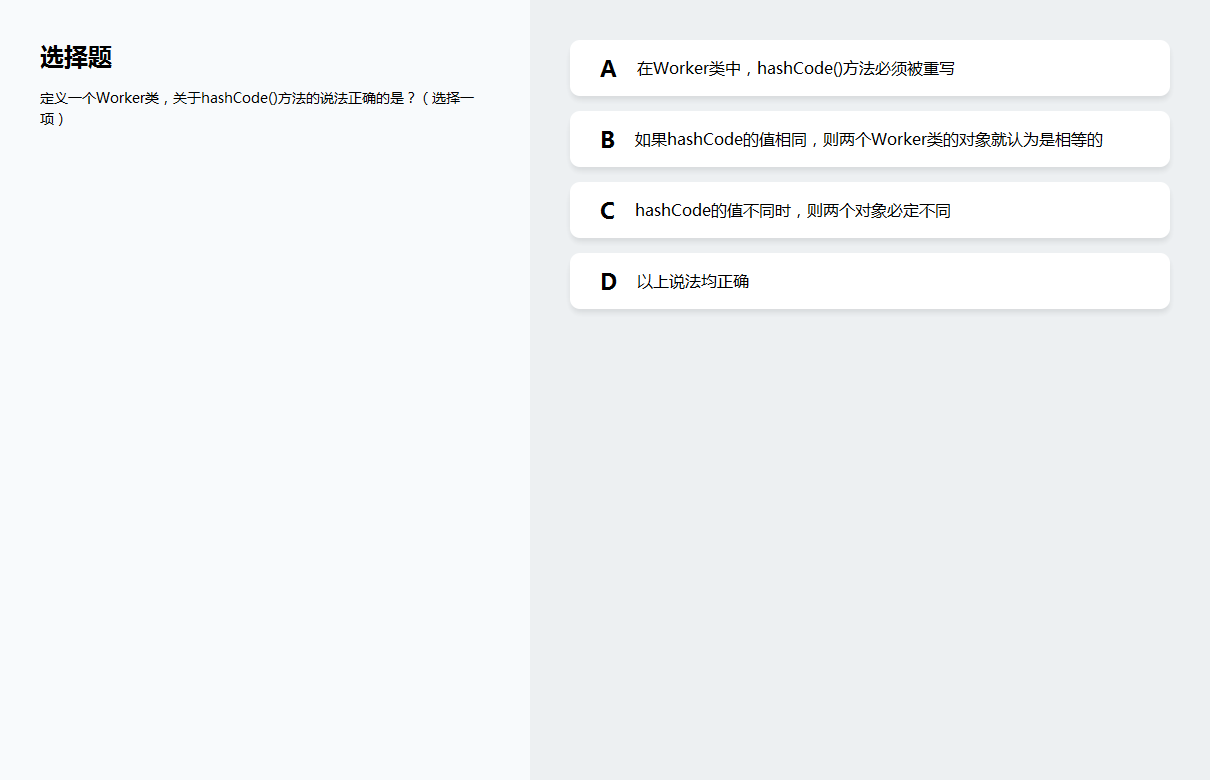 选择题
定义一个Worker类，关于hashCode()方法的说法正确的是？（选择一
项）
A 在Worker类中，hashCode()方法必须被重写
B 如果hashCode的值相同，则两个Worker类的对象就认为是相等的
C hashCode的值不同时，则两个对象必定不同
D 以上说法均正确